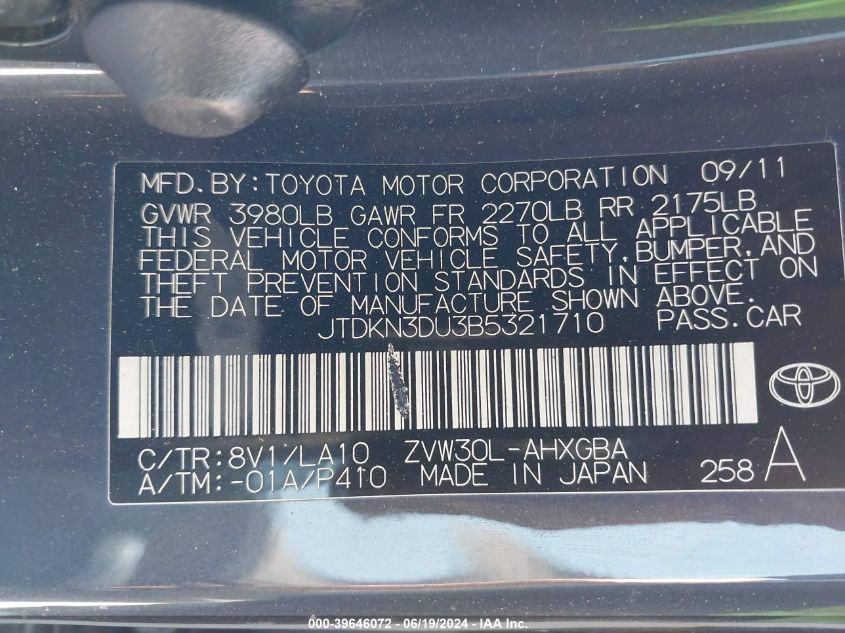 MFD. BY: TOYOTA MOTOR CORPORATION 09/11
GVWR 3980LB GAWR FR 2270LB RR 2175LB
THIS VEHICLE CONFORMS TO ALL APPLICABLE
FEDERAL MOTOR VEHICLE SAFETY, BUMPER, AND
THEFT PREVENTION STANDARDS IN EFFECT ON
THE DATE OF MANUFACTURE SHOWN ABOVE.
JTDKN3DU3B5321710 PASS. CAR
C/TR: 8V1/LA10 ZVW30L-AHXGBA
A/TM: -01A/P410 MADE IN JAPAN 258 A
000-39646072 - 06/19/2024 - IAA, Inc.